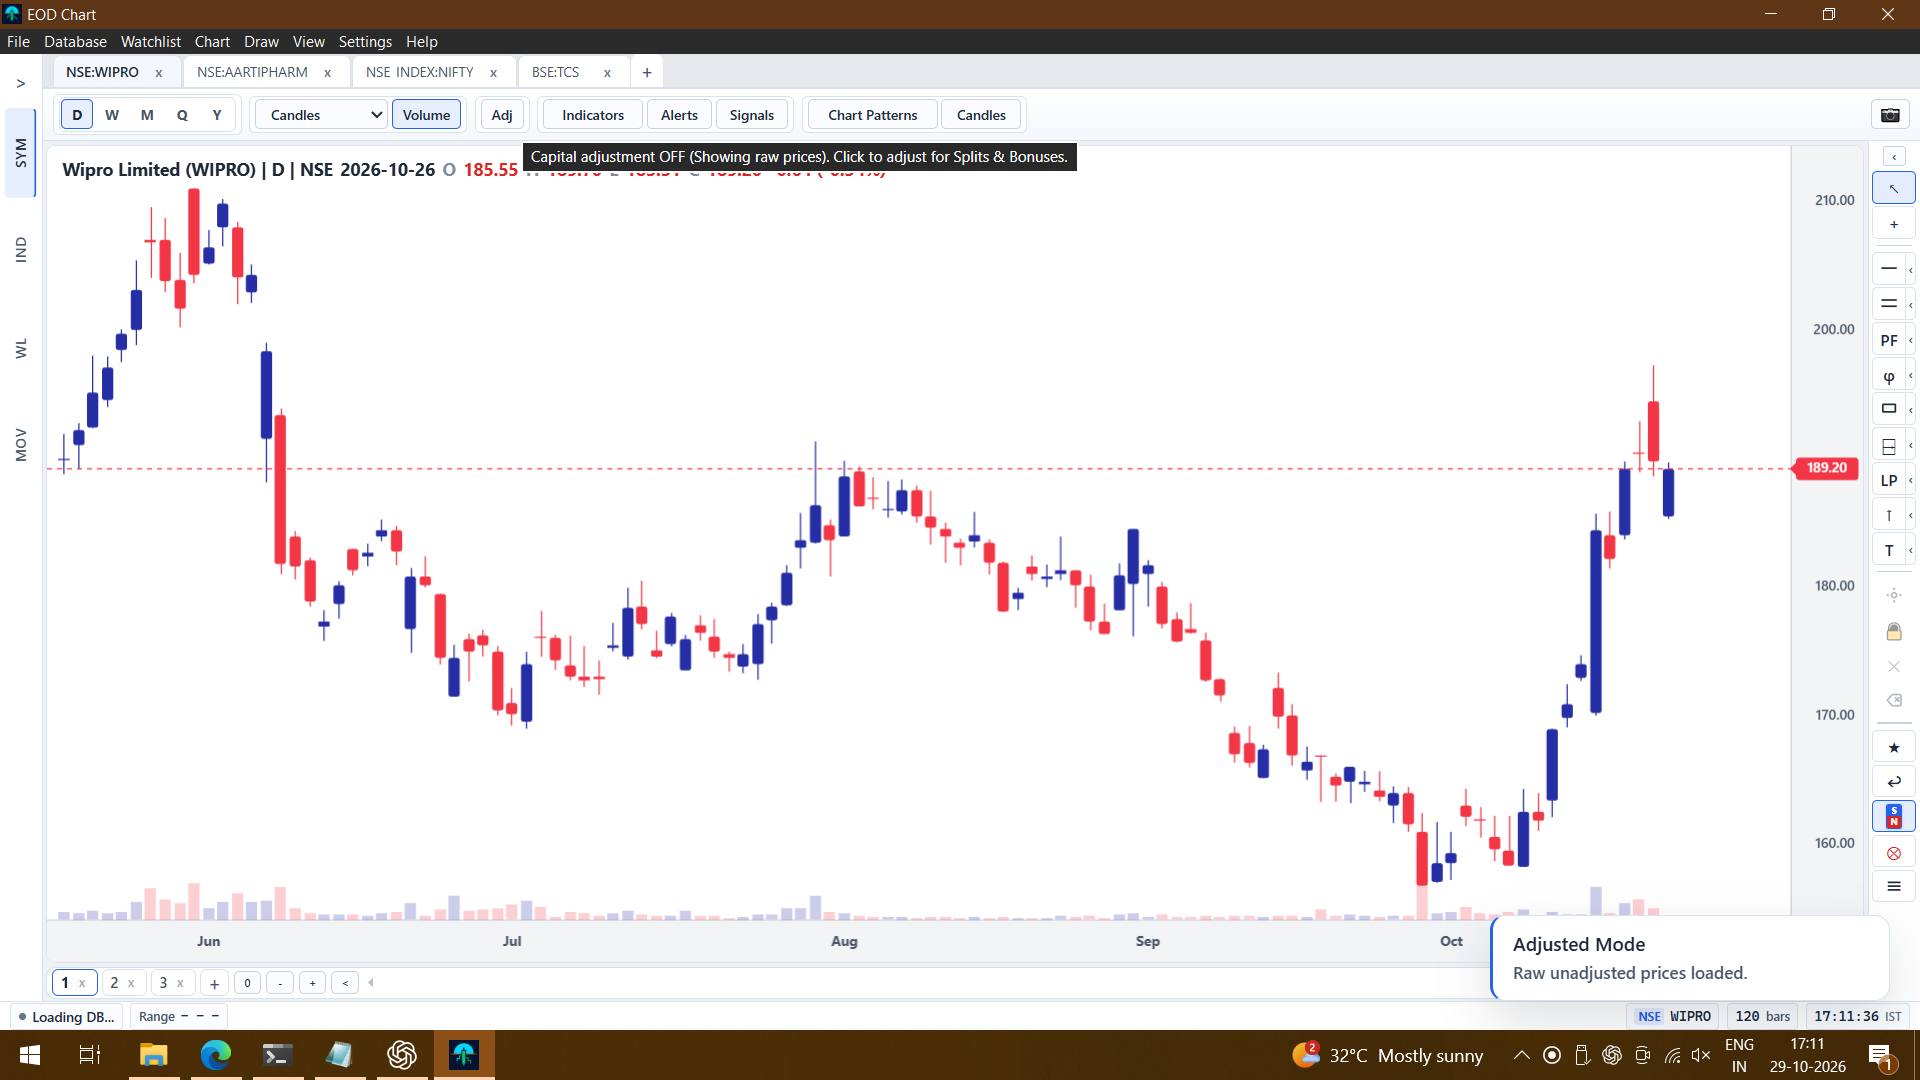 EOD Chart
File Database Watchlist Chart Draw View Settings Help
> NSE:WIPRO x NSE:AARTIPHARM x NSE INDEX:NIFTY x BSE:TCS x +
D W M Q Y Candles Volume Adj Indicators Alerts Signals Chart Patterns Candles
Capital adjustment OFF (Showing raw prices). Click to adjust for Splits & Bonuses.
Wipro Limited (WIPRO) | D | NSE 2026-10-26 O 185.55
SYM
IND
WL
MOV
210.00
200.00
189.20
180.00
170.00
160.00
PF
φ
LP
T
S
N
Jun Jul Aug Sep Oct
Adjusted Mode
Raw unadjusted prices loaded.
1 x 2 x 3 x + 0 - + <
Loading DB... Range – – – NSE WIPRO 120 bars 17:11:36 IST
2 32°C Mostly sunny ENG IN 17:11 29-10-2026 1